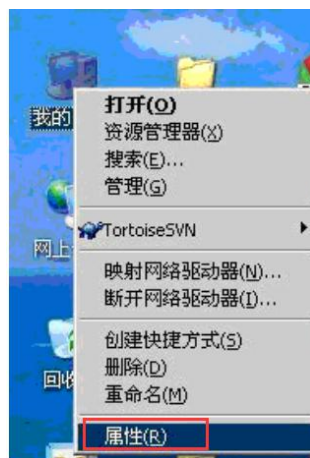 我的
打开(O)
资源管理器(X)
搜索(E)...
管理(G)
TortoiseSVN
网上
映射网络驱动器(N)...
断开网络驱动器(I)...
创建快捷方式(S)
删除(D)
回收
重命名(M)
属性(R)